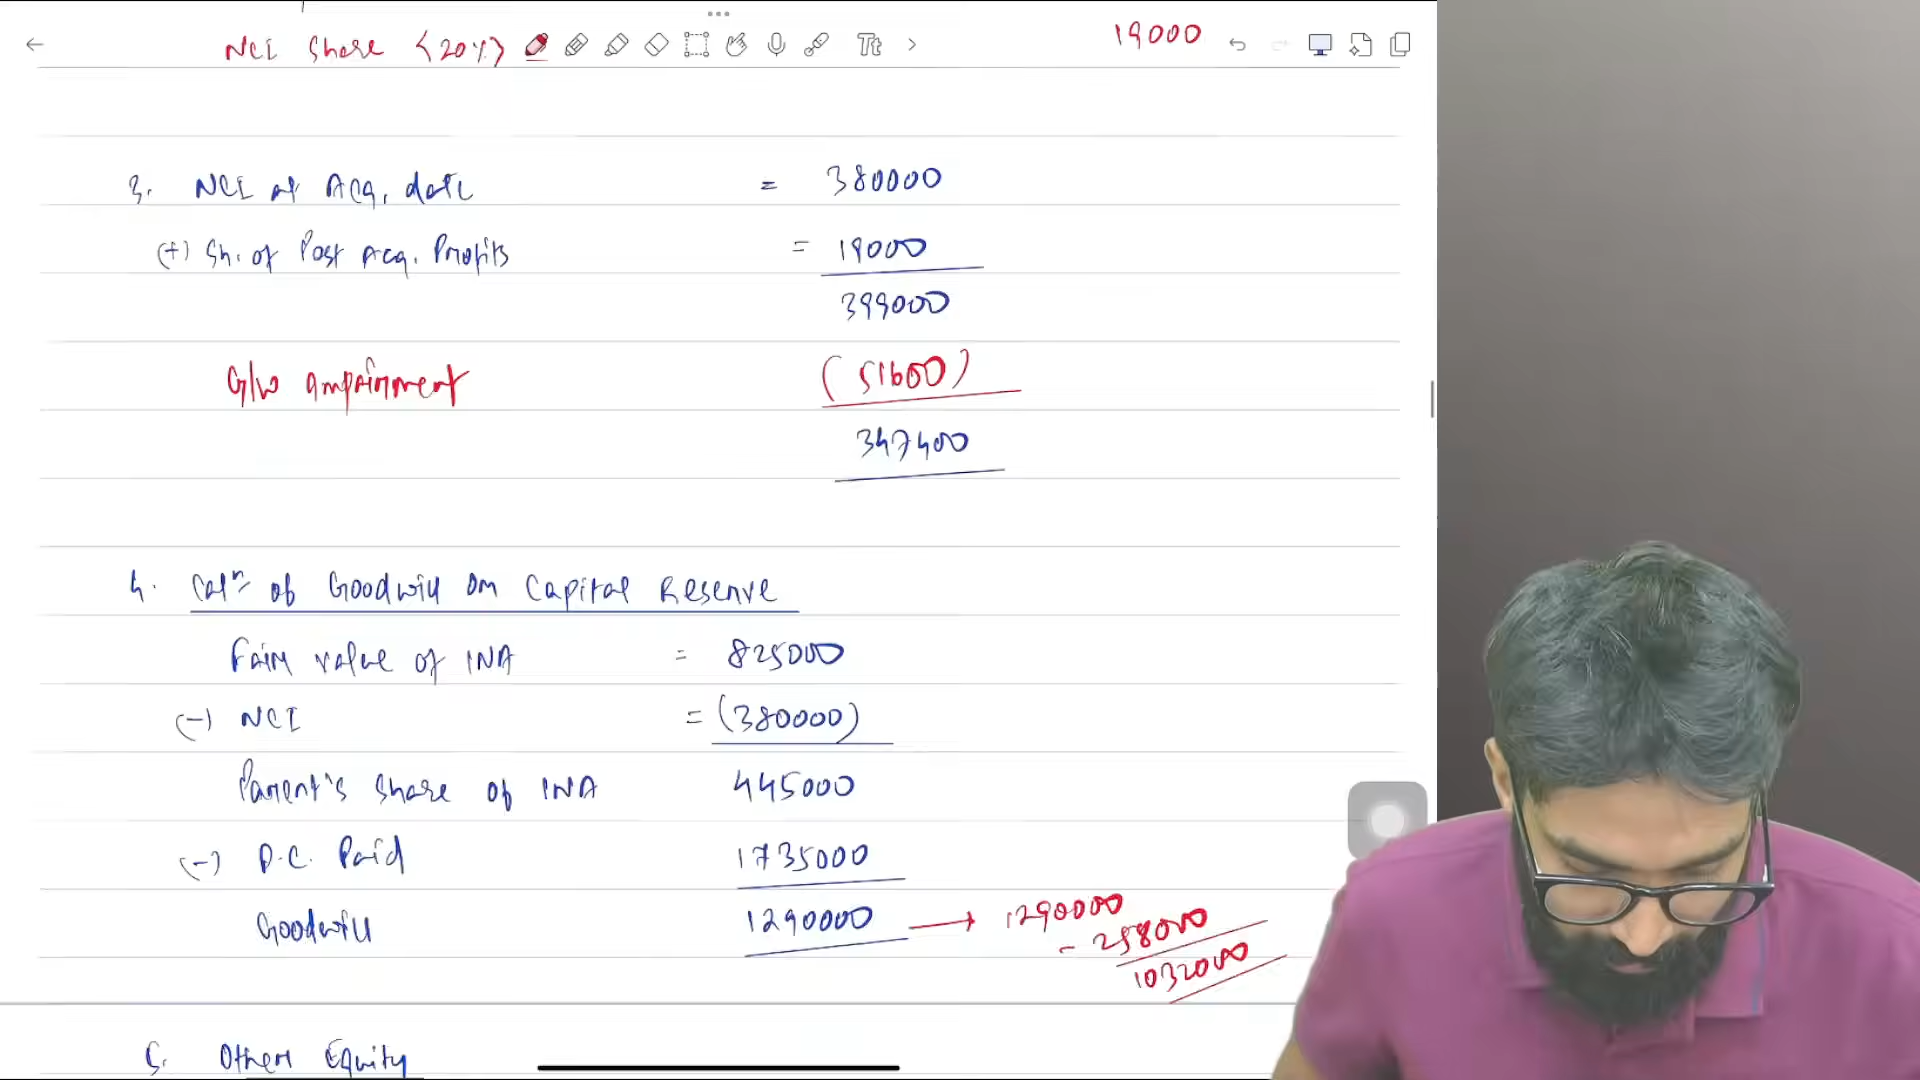 NCI Share (20%) Tt 19000
3. NCI at Acq. date = 380000
(+) Sh. of Post Acq. Profits = 19000
399000
G/W Impairment (51600)
347400
4. Calⁿ of Goodwill or Capital Reserve
Fair value of INA = 825000
(-) NCI = (380000)
Parent's Share of INA 445000
(-) P.C. Paid 1735000
Goodwill 1290000 → 1290000
- 258000
1032000
5. Other Equity